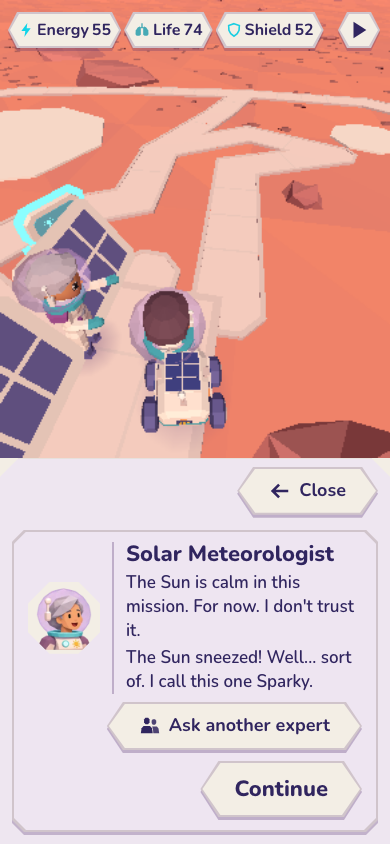 Energy 55
Life 74
Shield 52
Close
Solar Meteorologist
The Sun is calm in this
mission. For now. I don't trust
it.
The Sun sneezed! Well... sort
of. I call this one Sparky.
Ask another expert
Continue